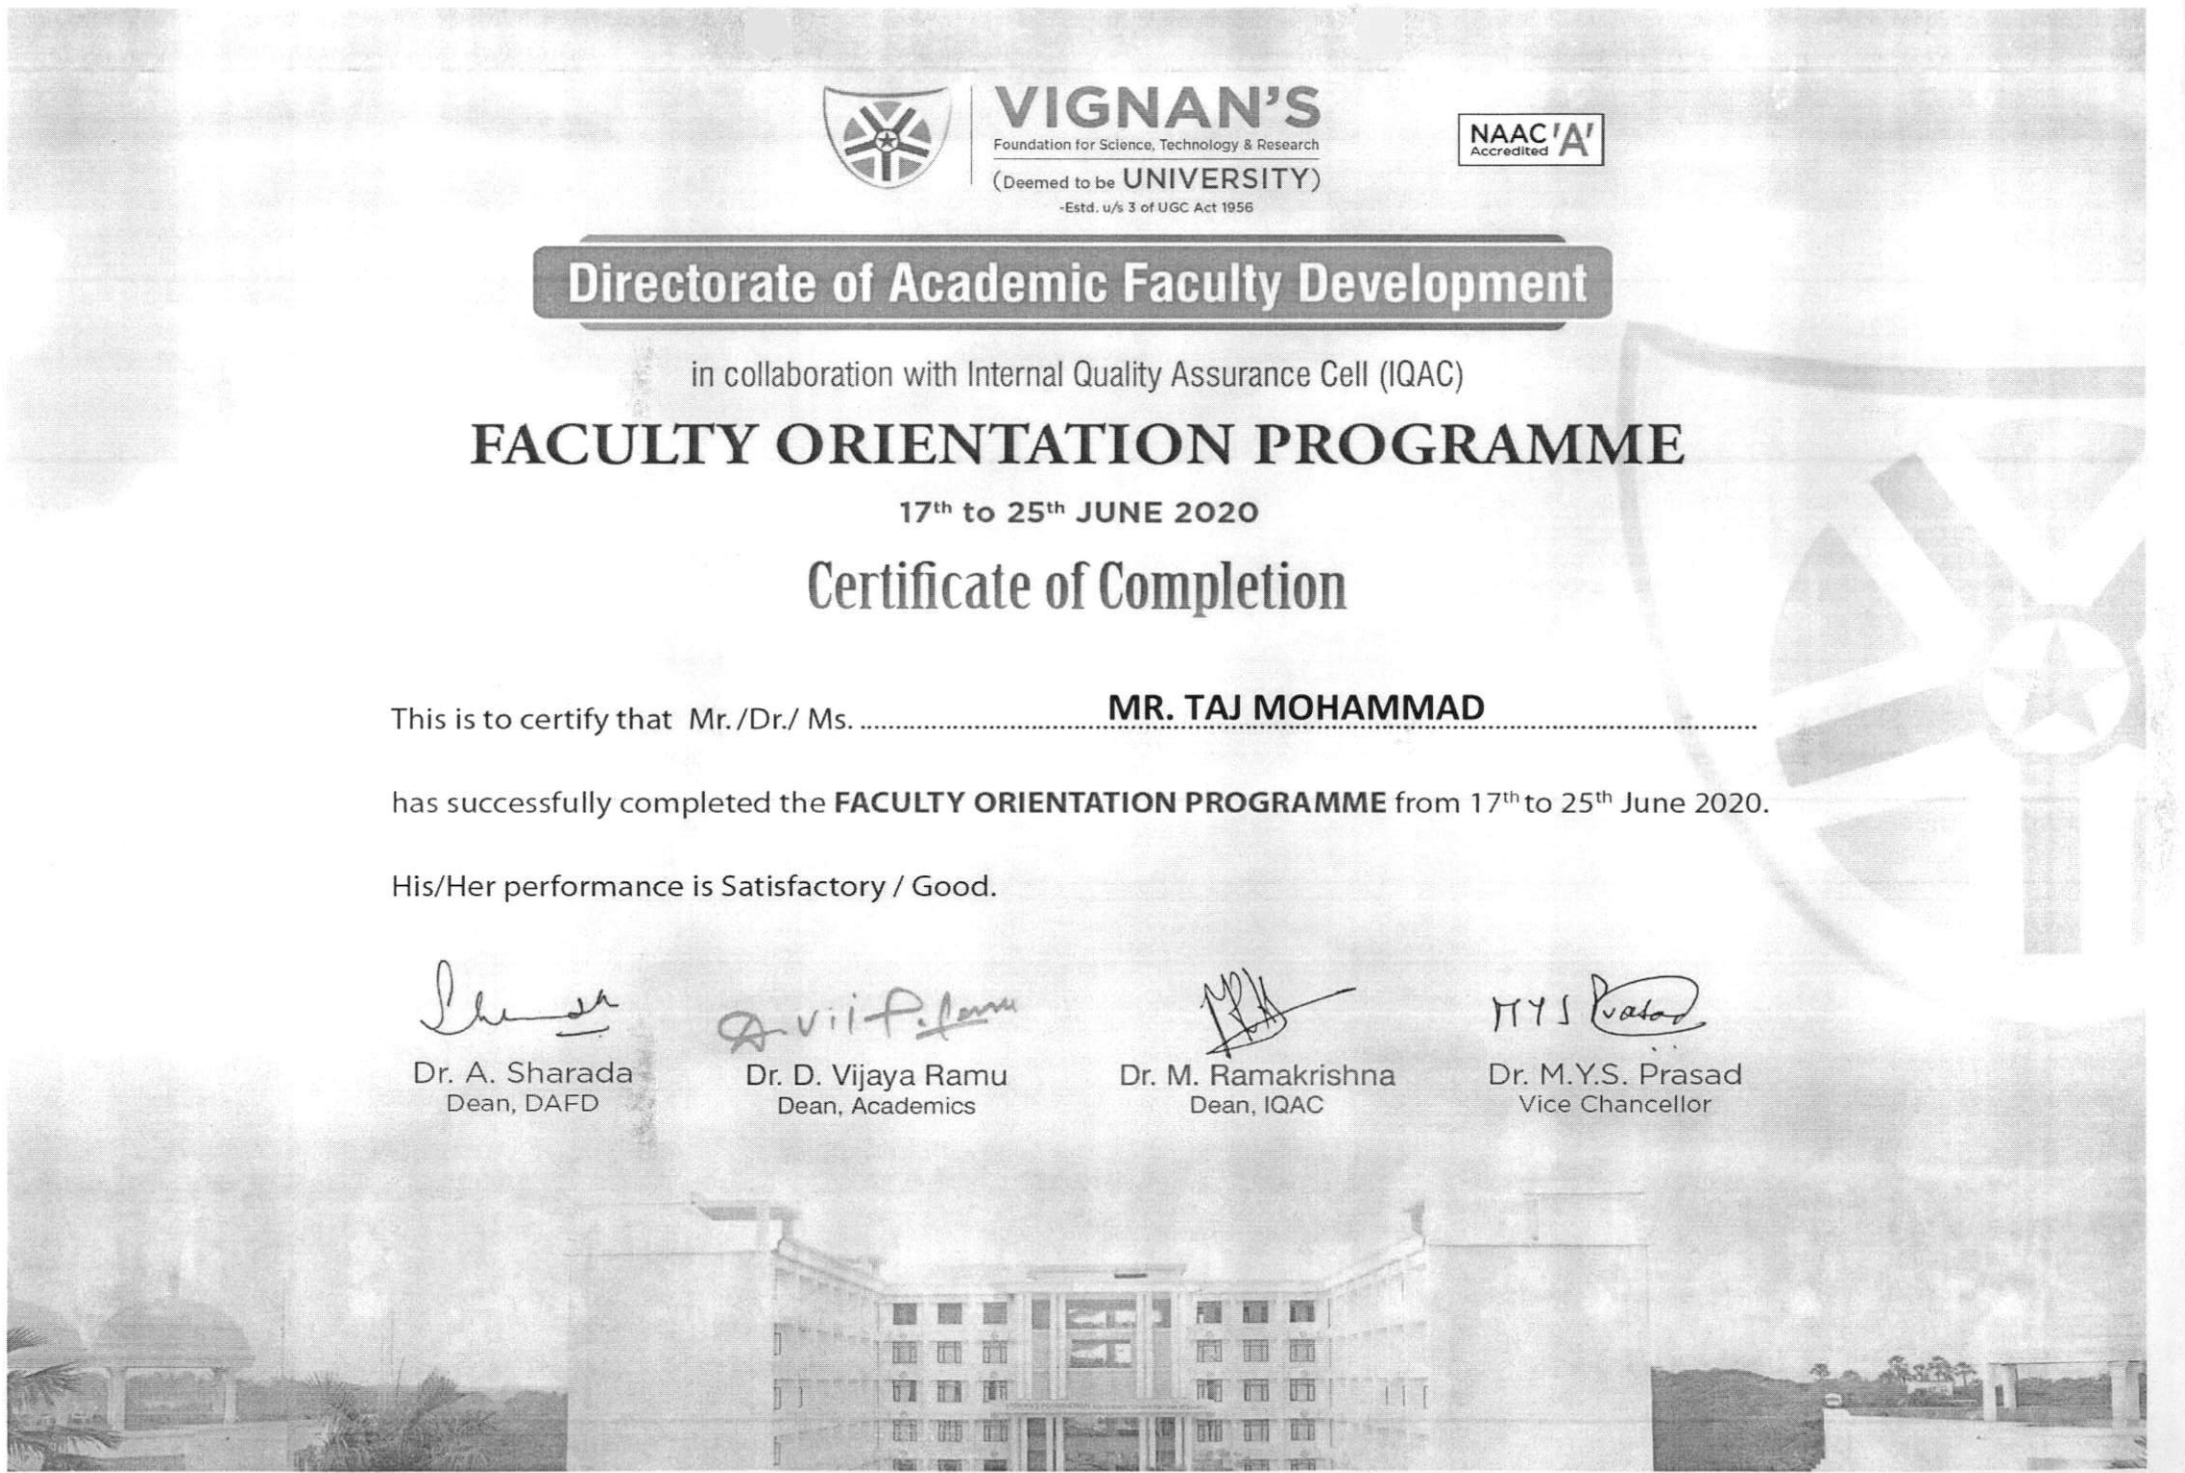 VIGNAN'S
Foundation for Science, Technology & Research
(Deemed to be UNIVERSITY)
-Estd. u/s 3 of UGC Act 1956
NAAC 'A'
Accredited
Directorate of Academic Faculty Development
in collaboration with Internal Quality Assurance Cell (IQAC)
FACULTY ORIENTATION PROGRAMME
17th to 25th JUNE 2020
Certificate of Completion
This is to certify that Mr./Dr./ Ms. MR. TAJ MOHAMMAD
has successfully completed the FACULTY ORIENTATION PROGRAMME from 17th to 25th June 2020.
His/Her performance is Satisfactory / Good.
MYS Prasad
Dr. A. Sharada
Dean, DAFD
Dr. D. Vijaya Ramu
Dean, Academics
Dr. M. Ramakrishna
Dean, IQAC
Dr. M.Y.S. Prasad
Vice Chancellor